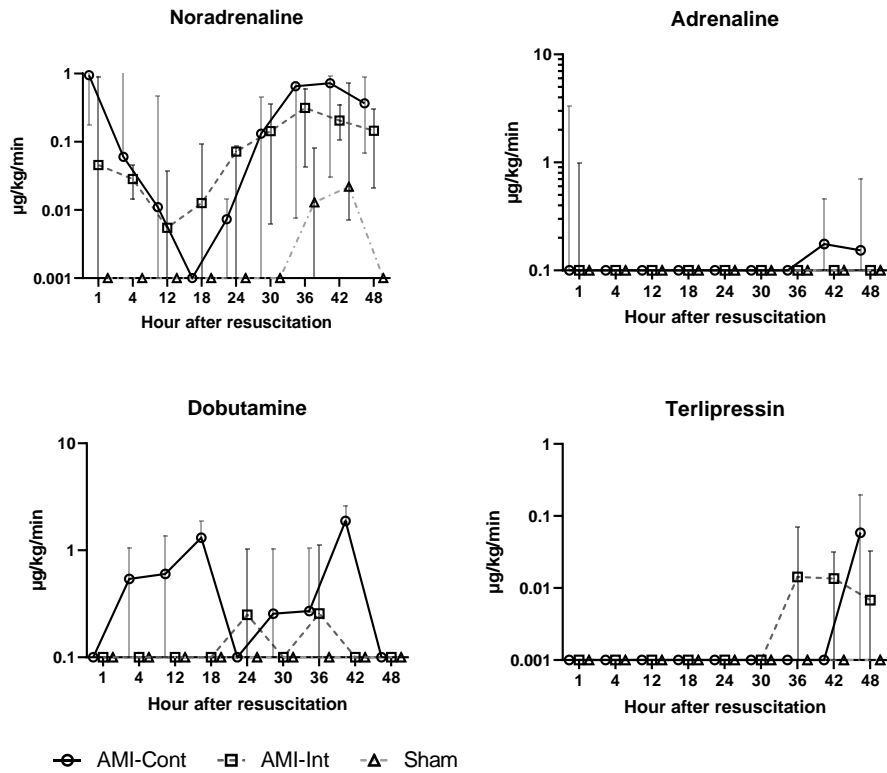 Noradrenaline
1
0.1
0.01
0.001
µg/kg/min
1 4 12 18 24 30 36 42 48
Hour after resuscitation
Adrenaline
10
1
0.1
µg/kg/min
1 4 12 18 24 30 36 42 48
Hour after resuscitation
Dobutamine
10
1
0.1
µg/kg/min
1 4 12 18 24 30 36 42 48
Hour after resuscitation
Terlipressin
1
0.1
0.01
0.001
µg/kg/min
1 4 12 18 24 30 36 42 48
Hour after resuscitation
AMI-Cont AMI-Int Sham